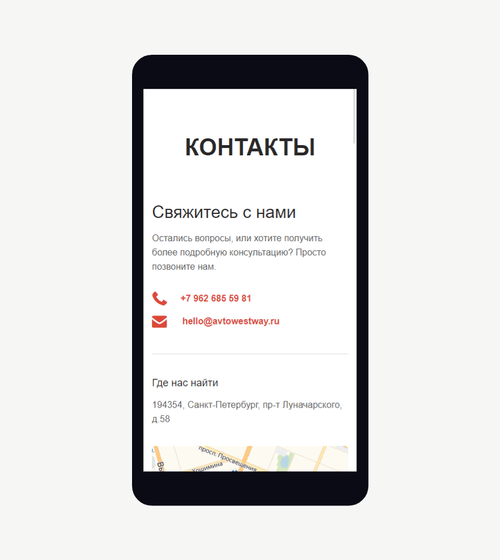 КОНТАКТЫ
Свяжитесь с нами
Остались вопросы, или хотите получить
более подробную консультацию? Просто
позвоните нам.
+7 962 685 59 81
hello@avtowestway.ru
Где нас найти
194354, Санкт-Петербург, пр-т Луначарского,
д.58
просп. Просвещения
Хошимина